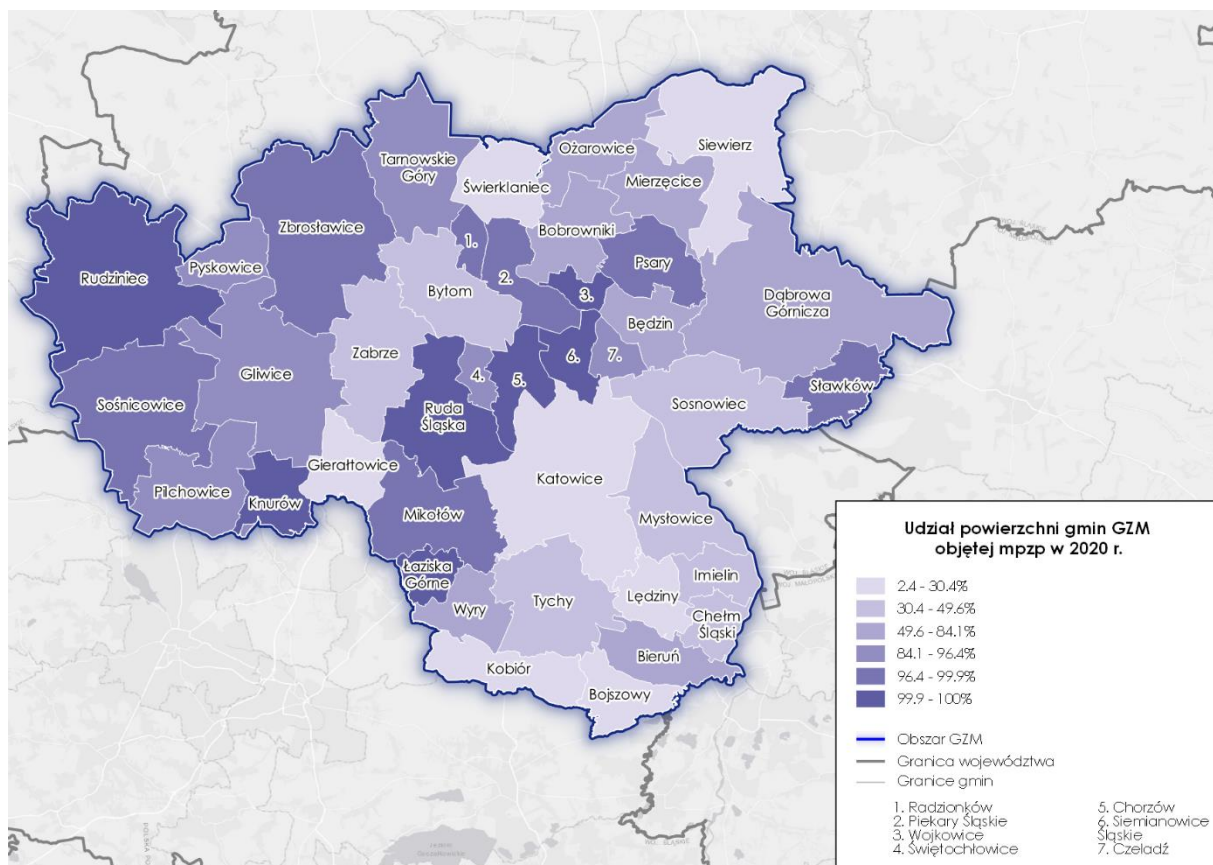 Siewierz
Ożarowice
Tarnowskie
Góry
Mierzęcice
Świerklaniec
Zbrosławice
Bobrowniki
1.
Psary
Pyskowice
Rudziniec
2.
Bytom
3.
Dąbrowa
Górnicza
Będzin
Zabrze
6.
7.
Gliwice
4.
5.
Sławków
Sośnicowice
Ruda
Śląska
Sosnowiec
Gierałtowice
Katowice
Pilchowice
Knurów
Mikołów
Mysłowice
Łaziska
Górne
Imielin
Wyry
Tychy
Lędziny
Chełm
Śląski
Bieruń
Kobiór
Bojszowy
WOJ. ŚLĄSKIE
WOJ. MAŁOPOLSKIE
Udział powierzchni gmin GZM
objętej mpzp w 2020 r.
2.4 - 30.4%
30.4 - 49.6%
49.6 - 84.1%
84.1 - 96.4%
96.4 - 99.9%
99.9 - 100%
Obszar GZM
Granica województwa
Granice gmin
1. Radzionków
2. Piekary Śląskie
3. Wojkowice
4. Świętochłowice
5. Chorzów
6. Siemianowice
Śląskie
7. Czeladź